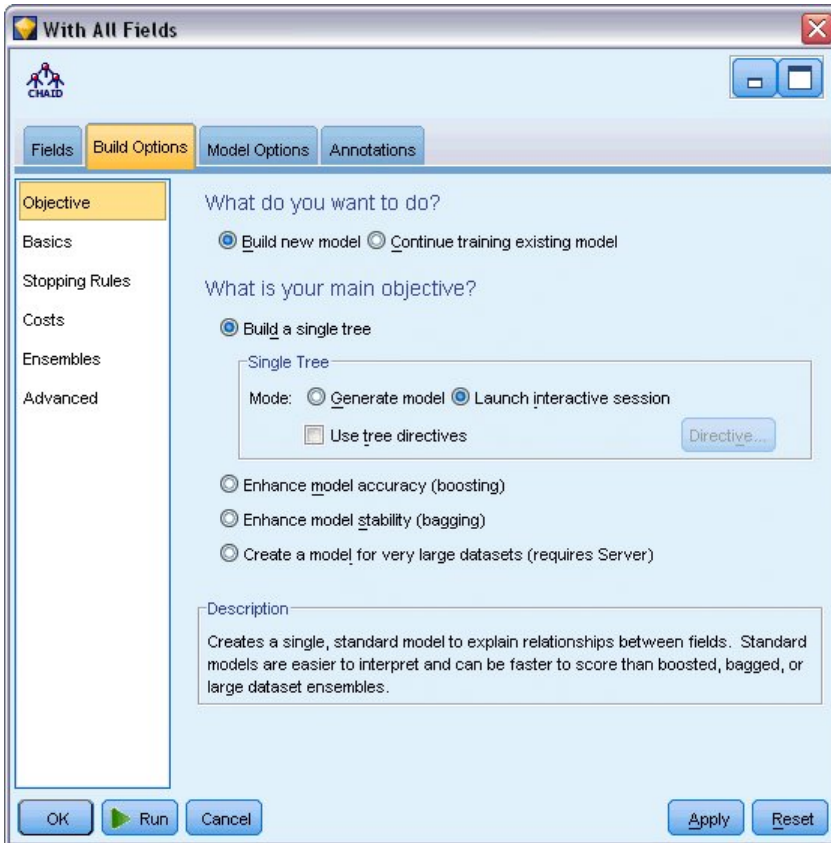 With All Fields
CHAID
Fields Build Options Model Options Annotations
Objective
Basics
Stopping Rules
Costs
Ensembles
Advanced
What do you want to do?
Build new model Continue training existing model
What is your main objective?
Build a single tree
Single Tree
Mode: Generate model Launch interactive session
Use tree directives Directive...
Enhance model accuracy (boosting)
Enhance model stability (bagging)
Create a model for very large datasets (requires Server)
Description
Creates a single, standard model to explain relationships between fields. Standard
models are easier to interpret and can be faster to score than boosted, bagged, or
large dataset ensembles.
OK Run Cancel Apply Reset